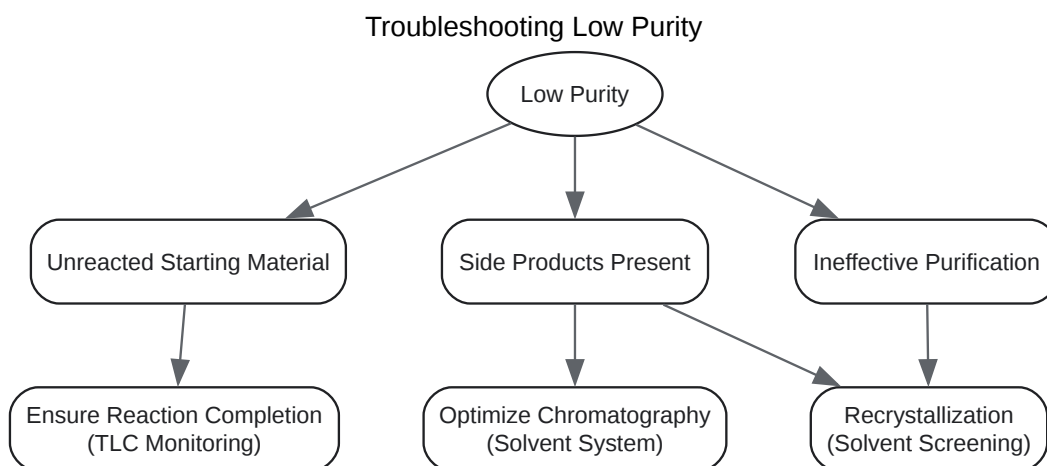 Troubleshooting Low Purity
Low Purity
Unreacted Starting Material
Side Products Present
Ineffective Purification
Ensure Reaction Completion
(TLC Monitoring)
Optimize Chromatography
(Solvent System)
Recrystallization
(Solvent Screening)